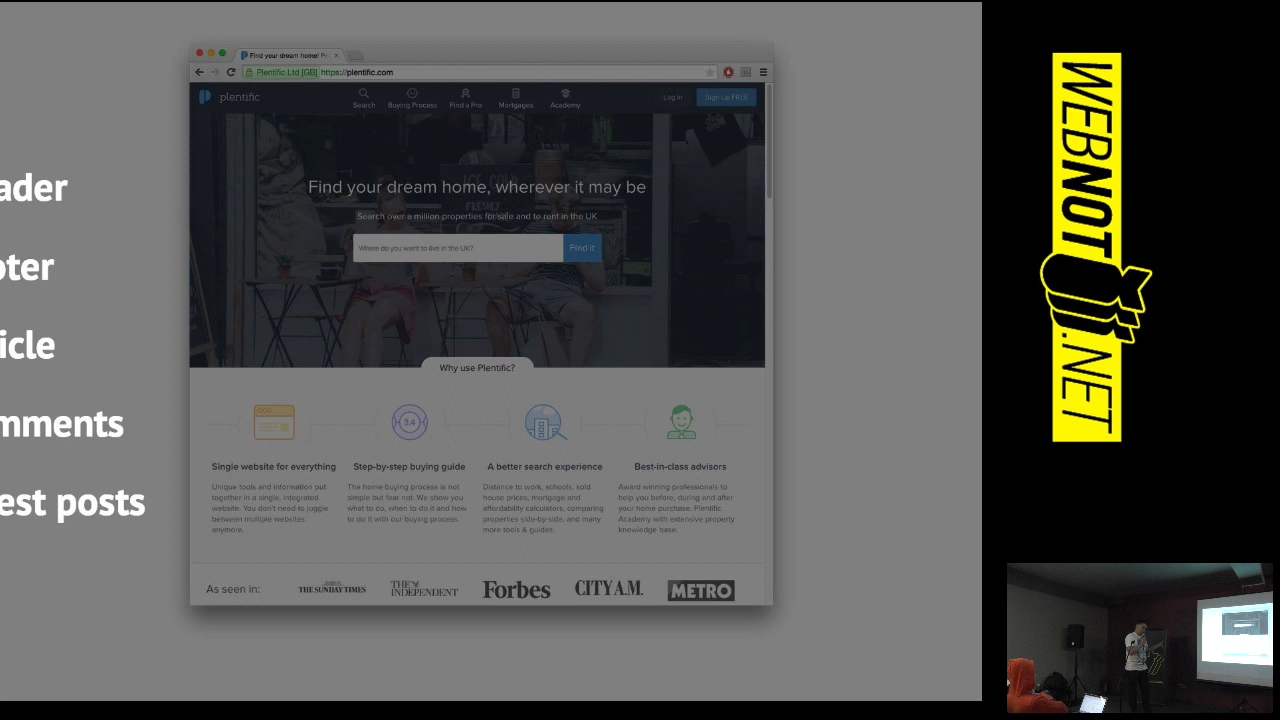 ader
oter
icle
mments
est posts
Find your dream home! Pr
Plentific Ltd [GB] https://plentific.com
plentific
Search
Buying Process
Find a Pro
Mortgages
Academy
Log In
Sign Up FREE
ICE COLD
FRESHLY
Find your dream home, wherever it may be
Search over a million properties for sale and to rent in the UK
Where do you want to live in the UK?
Find it
Why use Plentific?
3.4
Single website for everything
Unique tools and information put
together in a single, integrated
website. You don't need to juggle
between multiple websites
anymore.
Step-by-step buying guide
The home buying process is not
simple but fear not. We show you
what to do, when to do it and how
to do it with our buying process.
A better search experience
Distance to work, schools, sold
house prices, mortgage and
affordability calculators, comparing
properties side-by-side, and many
more tools & guides.
Best-in-class advisors
Award winning professionals to
help you before, during and after
your home purchase. Plentific
Academy with extensive property
knowledge base.
As seen in:
THE SUNDAY TIMES
THE INDEPENDENT
Forbes
CITY A.M.
METRO
WEBNOT
.NET